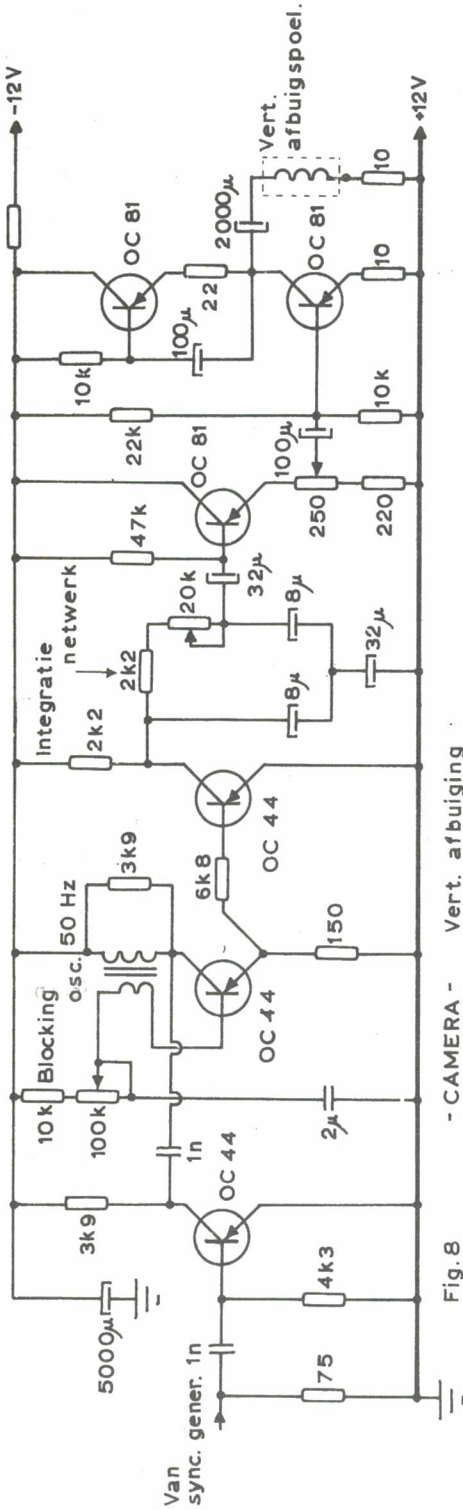 Van
sync. gener.
1n
75
4k3
5000μ
3k9
OC 44
1n
10k
100k
Blocking
osc.
50 Hz
3k9
2μ
OC 44
150
6k8
OC 44
2k2
Integratie
netwerk
2k2
20k
8μ
8μ
32μ
32μ
47k
OC 81
250
220
100μ
22k
10k
10k
100μ
OC 81
22
OC 81
10
2000μ
Vert.
afbuigspoel.
10
-12V
+12V
Fig. 8
- CAMERA -
Vert. afbuiging